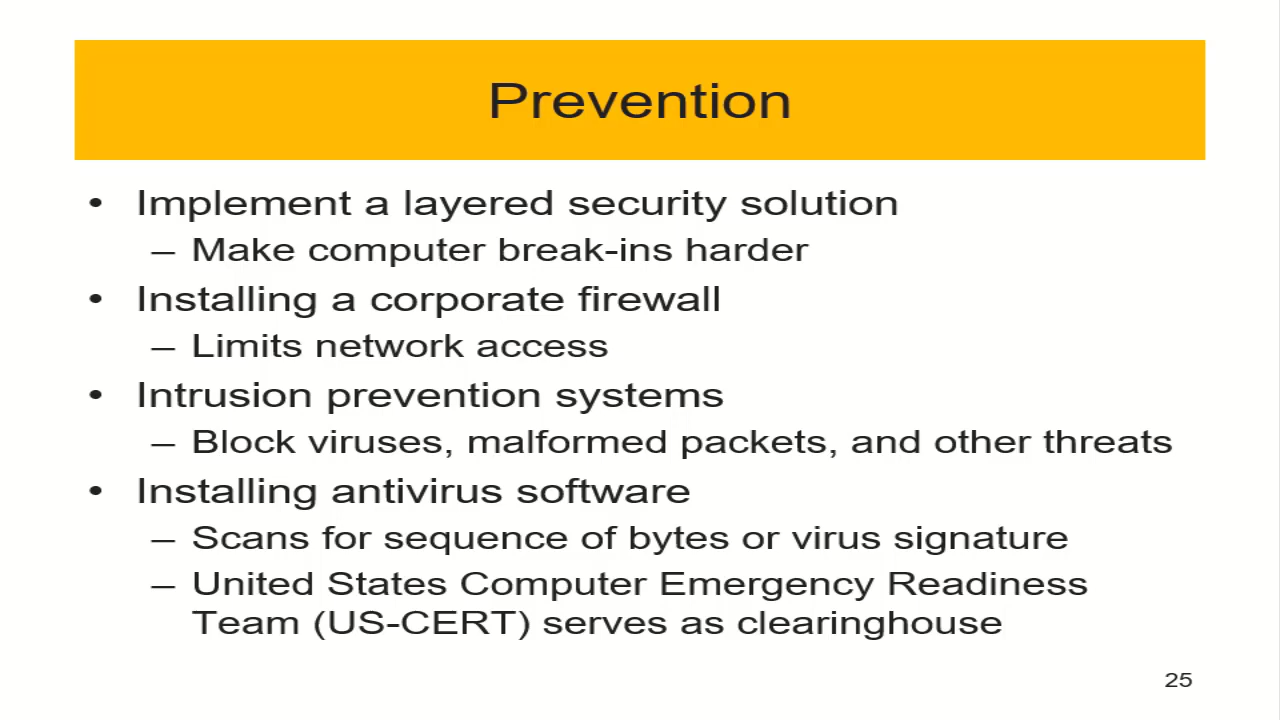 Prevention
• Implement a layered security solution
– Make computer break-ins harder
• Installing a corporate firewall
– Limits network access
• Intrusion prevention systems
– Block viruses, malformed packets, and other threats
• Installing antivirus software
– Scans for sequence of bytes or virus signature
– United States Computer Emergency Readiness
Team (US-CERT) serves as clearinghouse
25